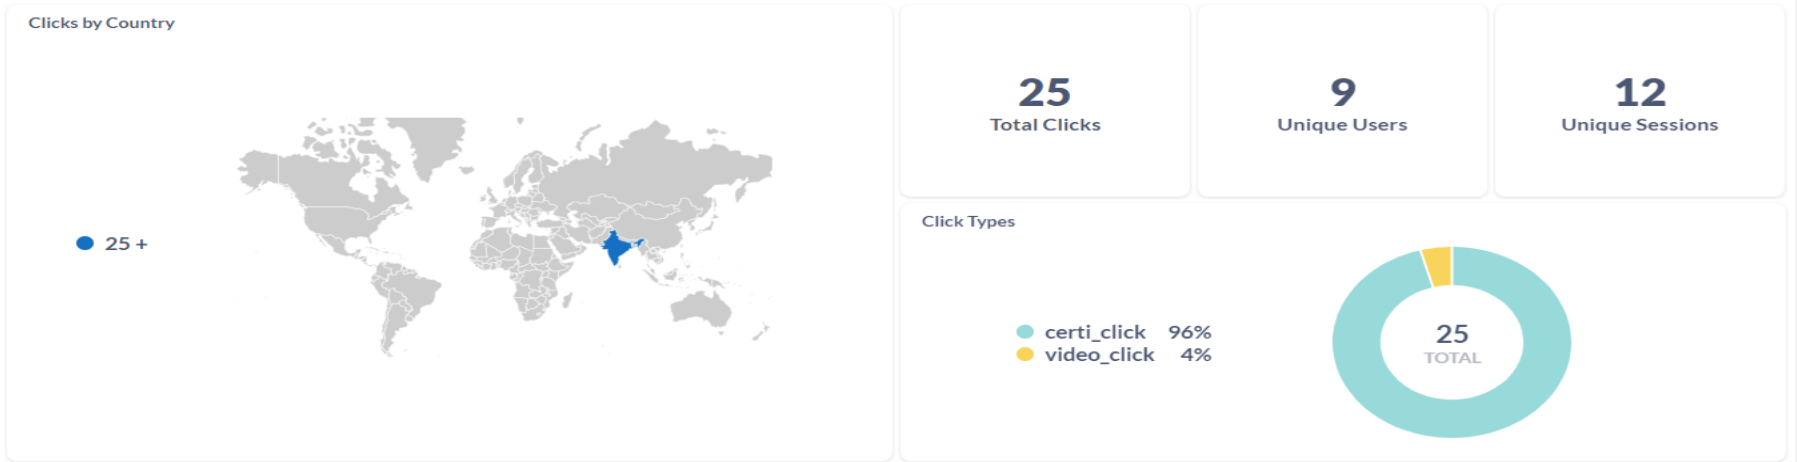 Clicks by Country
25 +
25
Total Clicks
9
Unique Users
12
Unique Sessions
Click Types
certi_click 96%
video_click 4%
25
TOTAL